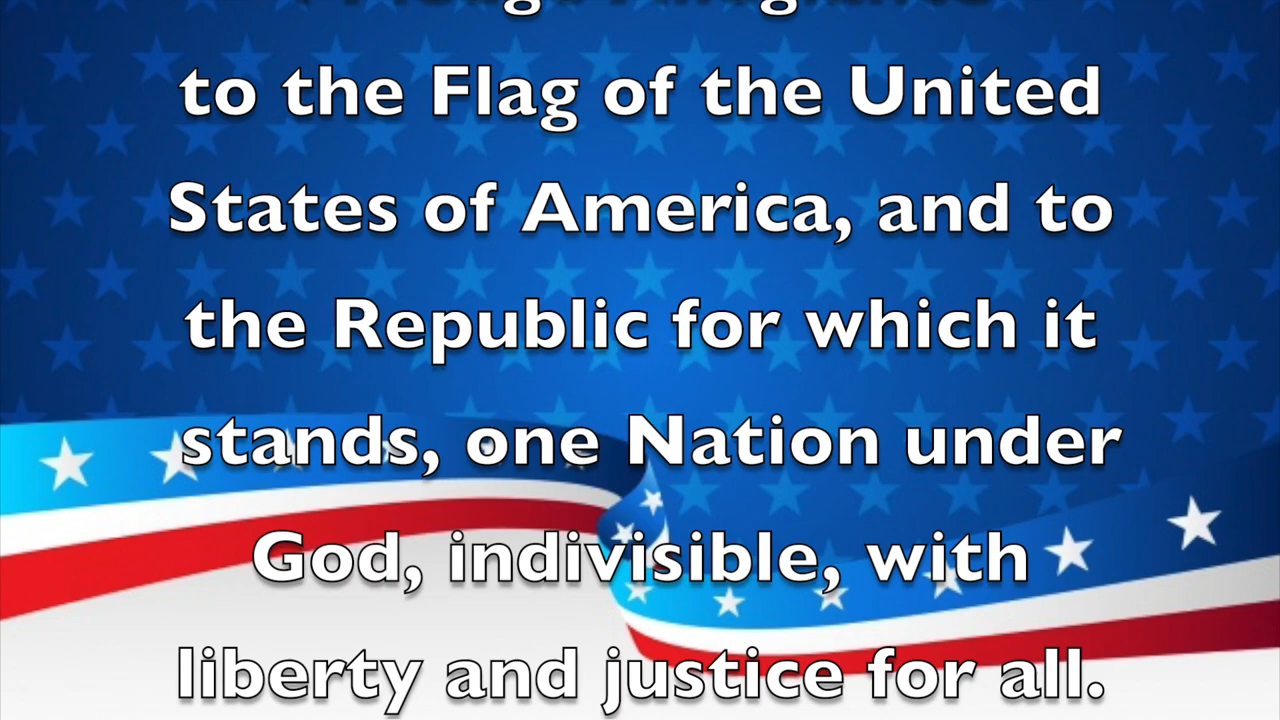 to the Flag of the United
States of America, and to
the Republic for which it
stands, one Nation under
God, indivisible, with
liberty and justice for all.